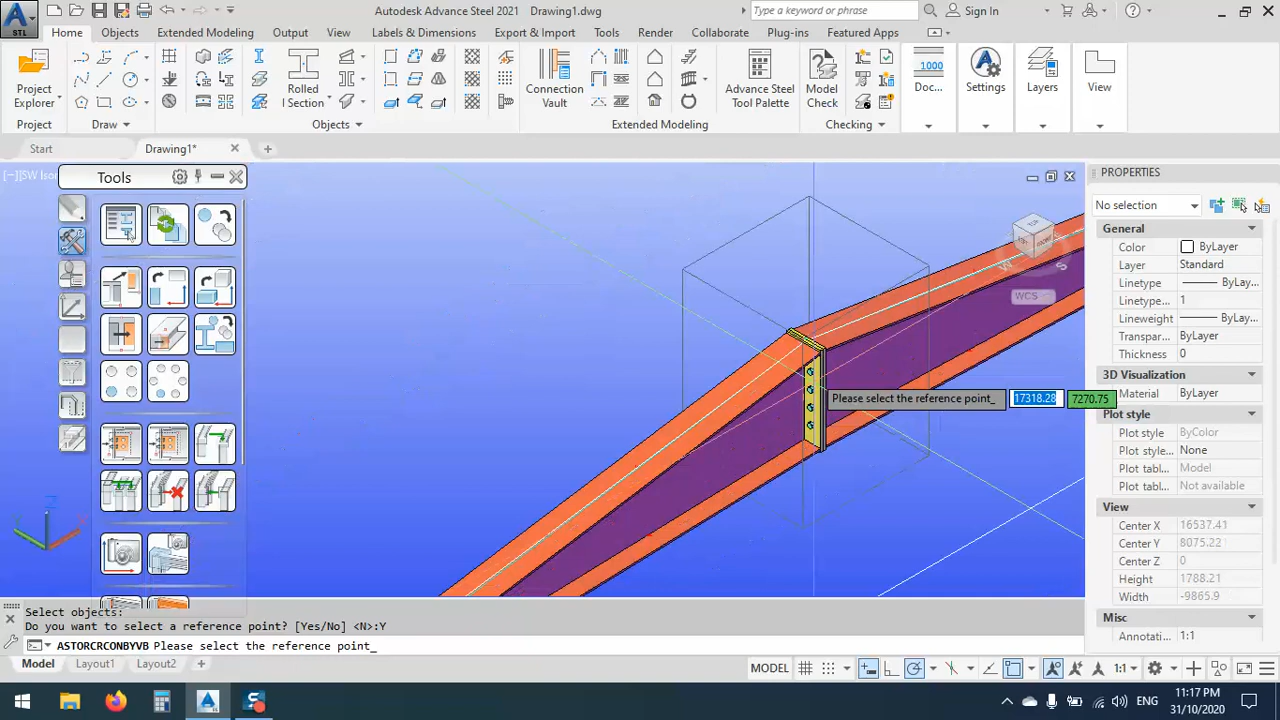 Autodesk Advance Steel 2021 Drawing1.dwg
Type a keyword or phrase
Sign In
STL
Home Objects Extended Modeling Output View Labels & Dimensions Export & Import Tools Render Collaborate Plug-ins Featured Apps
Project Explorer
Rolled I Section
Connection Vault
Advance Steel Tool Palette
Model Check
1000
Doc...
Settings
Layers
View
Project Draw Objects Extended Modeling Checking
Start Drawing1*
[−][SW Iso
Tools
PROPERTIES
No selection
General
Color ByLayer
Layer Standard
Linetype ByLa...
Linetype... 1
Lineweight ByLa...
Transpar... ByLayer
Thickness 0
3D Visualization
Material ByLayer
Plot style
Plot style ByColor
Plot style... None
Plot tabl... Model
Plot tabl... Not available
View
Center X 16537.41
Center Y 8075.22
Center Z 0
Height 1788.21
Width -9865.9
Misc
Annotati... 1:1
W
S
WCS
Please select the reference point_ 17318.28 7270.75
Z
Select objects:
Do you want to select a reference point? [Yes/No] <N>:Y
ASTORCRCONBYVB Please select the reference point_
Model Layout1 Layout2 +
MODEL
1:1
ENG
11:17 PM
31/10/2020